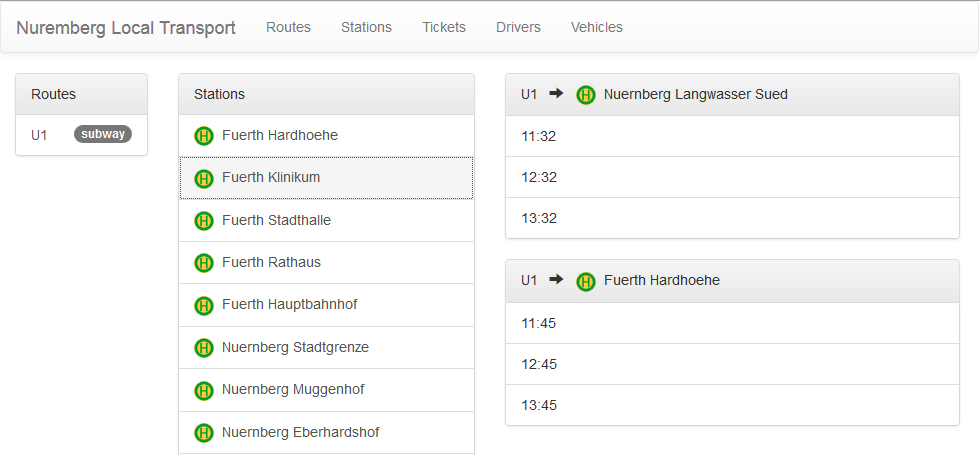 Nuremberg Local Transport Routes Stations Tickets Drivers Vehicles
Routes
U1 subway
Stations
H Fuerth Hardhoehe
H Fuerth Klinikum
H Fuerth Stadthalle
H Fuerth Rathaus
H Fuerth Hauptbahnhof
H Nuernberg Stadtgrenze
H Nuernberg Muggenhof
H Nuernberg Eberhardshof
U1 → H Nuernberg Langwasser Sued
11:32
12:32
13:32
U1 → H Fuerth Hardhoehe
11:45
12:45
13:45